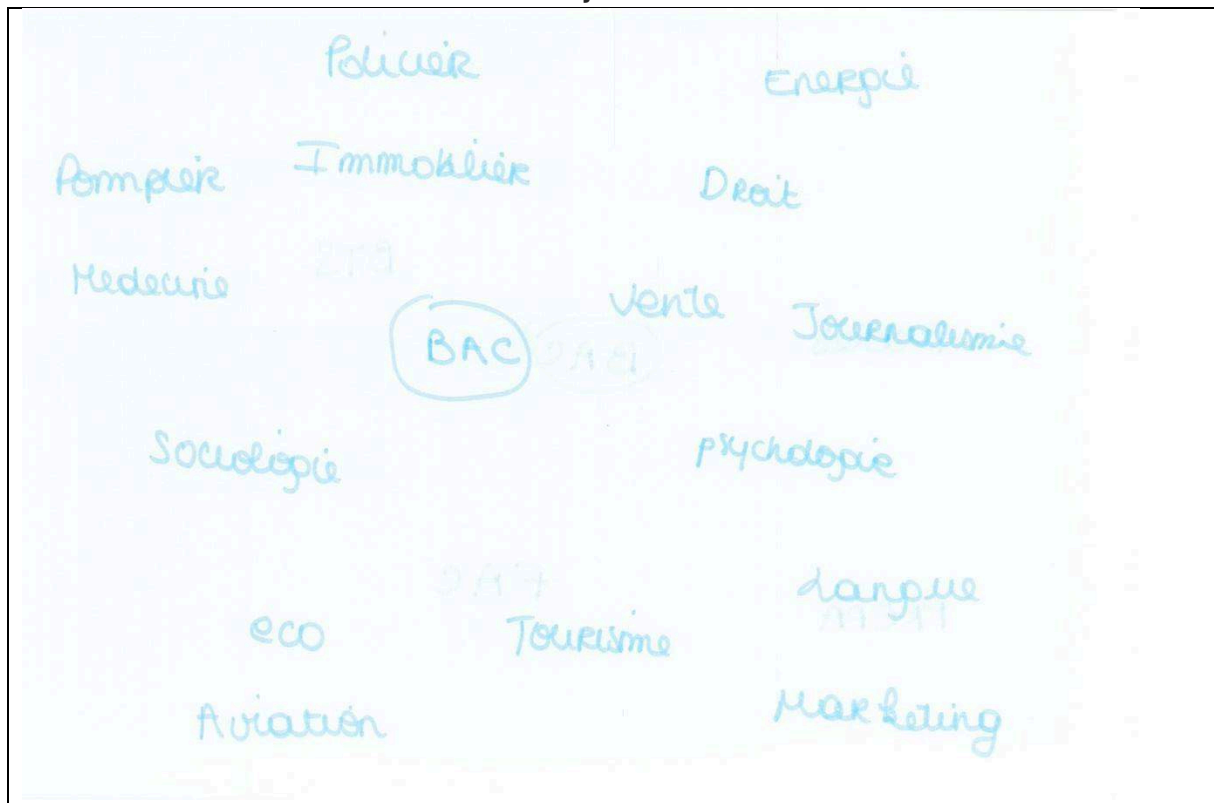 Policier
Energie
Pompier
Immobilier
Droit
Medecine
Vente
Journalisme
BAC
Sociologie
psychologie
Langue
eco
Tourisme
Aviation
Marketing